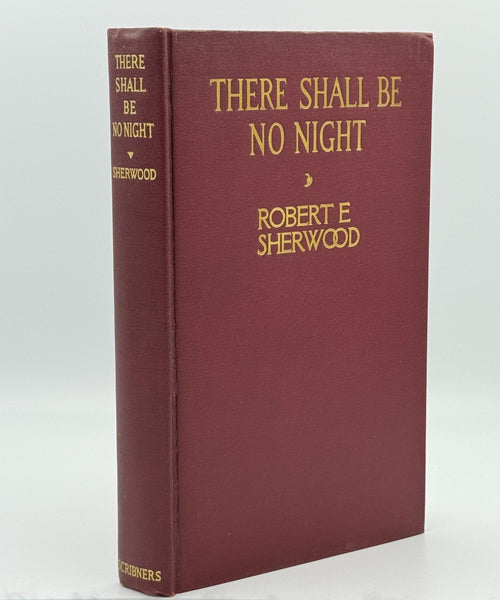 THERE
SHALL
BE
NO NIGHT
SHERWOOD
SCRIBNERS
THERE SHALL BE
NO NIGHT
ROBERT E
SHERWOOD